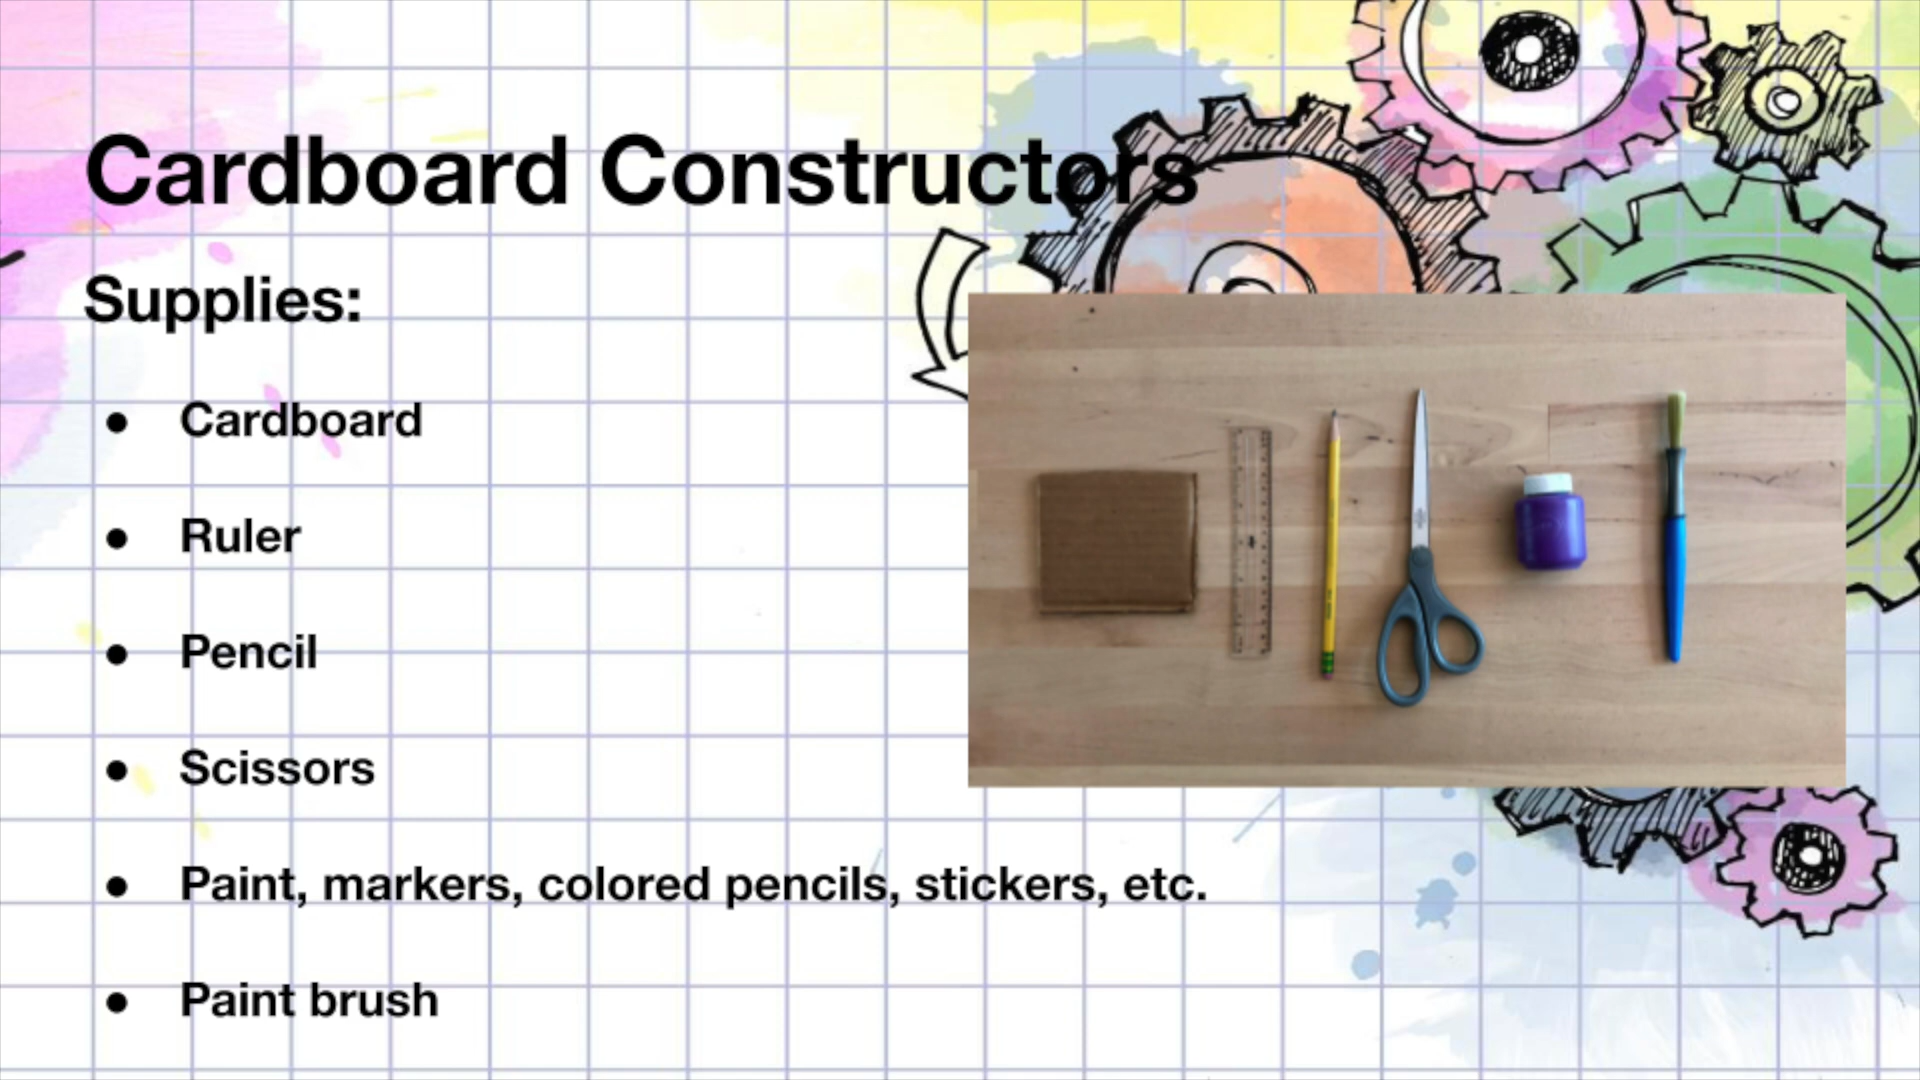 Cardboard Constructors
Supplies:
● Cardboard
● Ruler
● Pencil
● Scissors
● Paint, markers, colored pencils, stickers, etc.
● Paint brush